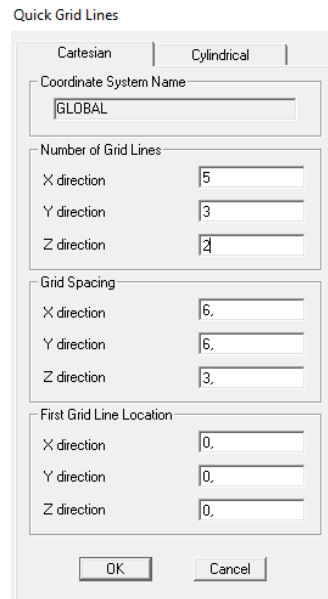 Quick Grid Lines
Cartesian Cylindrical
Coordinate System Name
GLOBAL
Number of Grid Lines
X direction 5
Y direction 3
Z direction 2
Grid Spacing
X direction 6,
Y direction 6,
Z direction 3,
First Grid Line Location
X direction 0,
Y direction 0,
Z direction 0,
OK Cancel